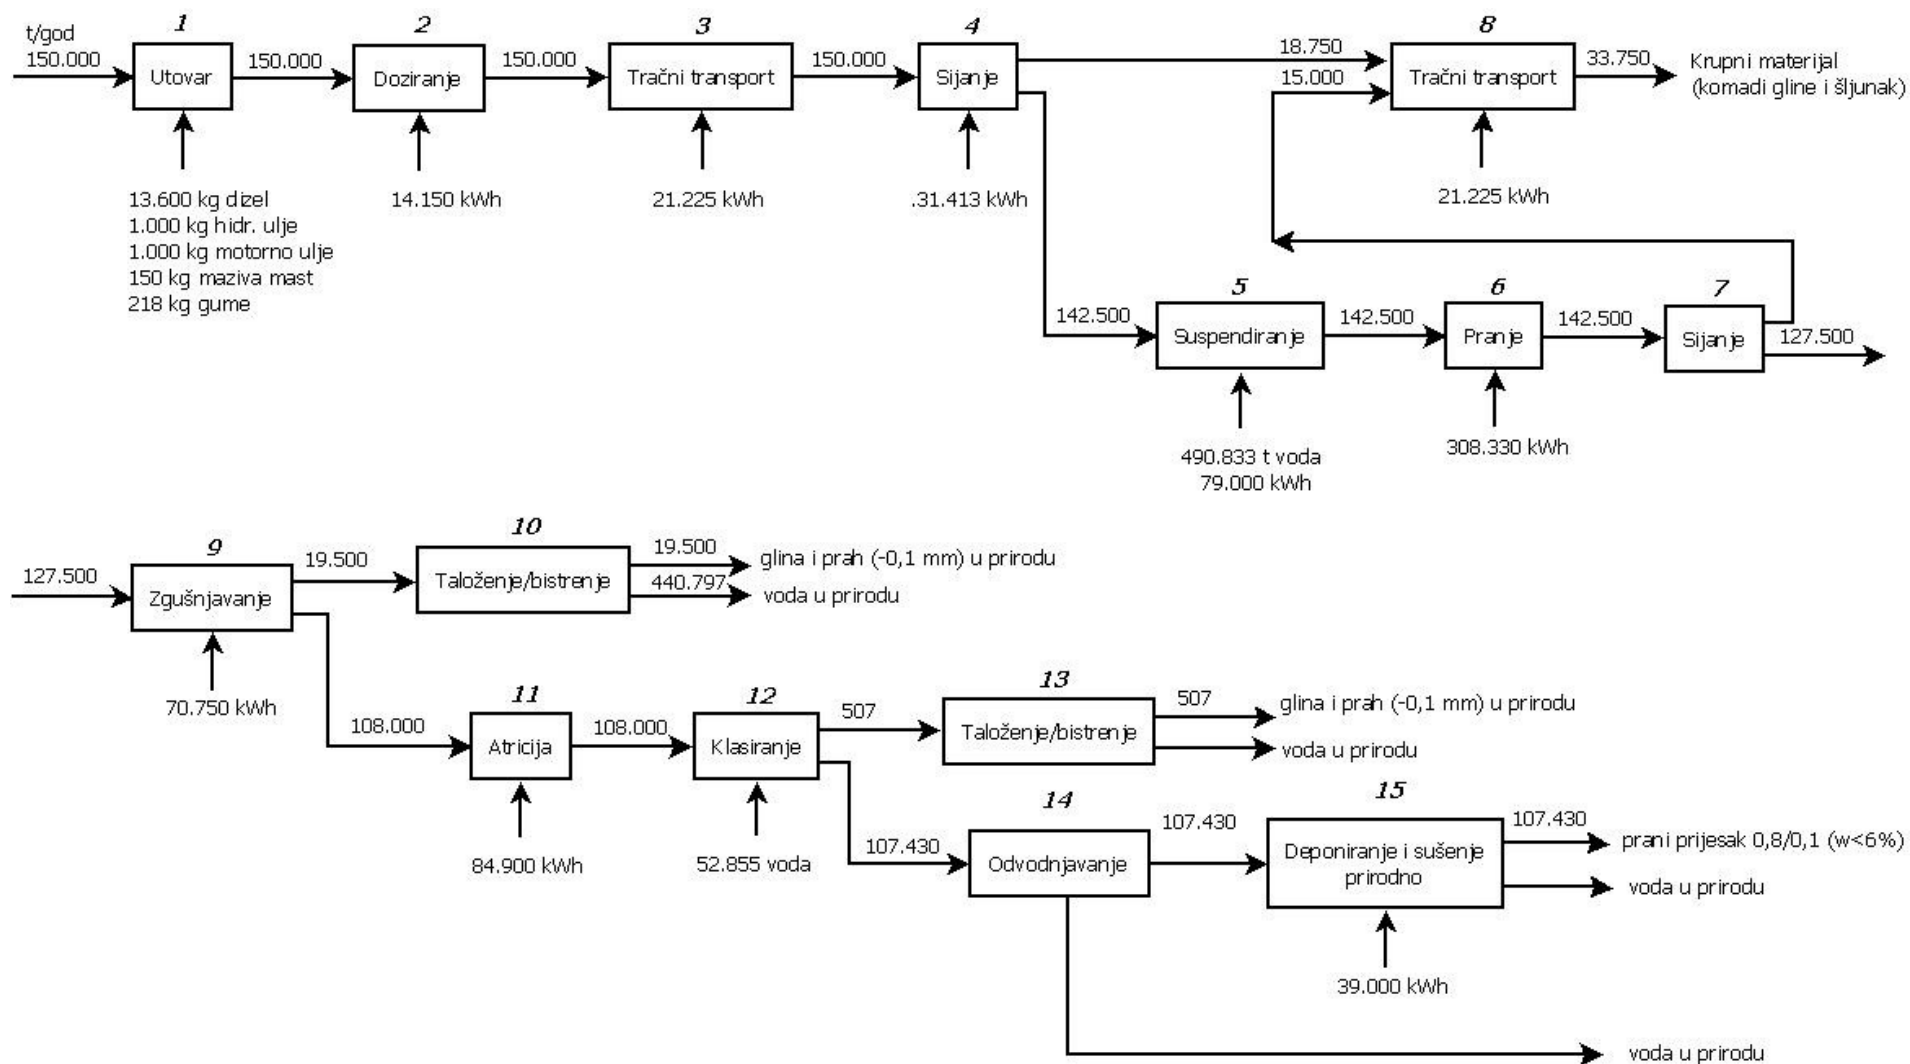 t/god
150.000
1
Utovar
150.000
2
Doziranje
150.000
3
Tračni transport
150.000
4
Sijanje
18.750
15.000
8
Tračni transport
33.750
Krupni materijal
(komadi gline i šljunak)
13.600 kg dizel
1.000 kg hidr. ulje
1.000 kg motorno ulje
150 kg maziva mast
218 kg gume
14.150 kWh
21.225 kWh
.31.413 kWh
21.225 kWh
142.500
5
Suspendiranje
142.500
6
Pranje
142.500
7
Sijanje
127.500
490.833 t voda
79.000 kWh
308.330 kWh
127.500
9
Zgušnjavanje
19.500
10
Taloženje/bistrenje
19.500
glina i prah (-0,1 mm) u prirodu
440.797
voda u prirodu
70.750 kWh
108.000
11
Atricija
108.000
12
Klasiranje
507
13
Taloženje/bistrenje
507
glina i prah (-0,1 mm) u prirodu
voda u prirodu
84.900 kWh
52.855 voda
107.430
14
Odvodnjavanje
107.430
15
Deponiranje i sušenje
prirodno
107.430
prani prijesak 0,8/0,1 (w<6%)
voda u prirodu
39.000 kWh
voda u prirodu